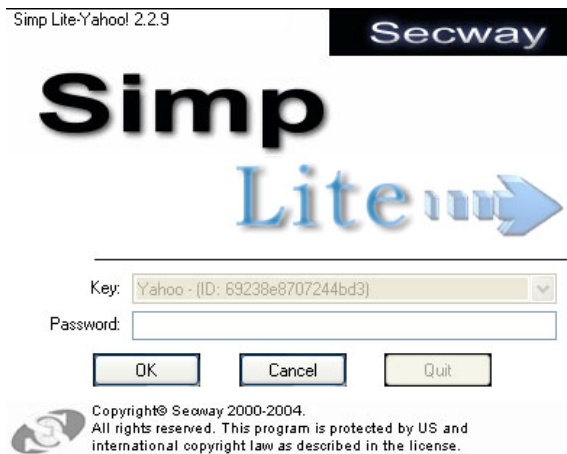 Simp Lite-Yahoo! 2.2.9
Secway
Simp
Lite
Key: Yahoo - (ID: 69238e8707244bd3)
Password:
OK Cancel Quit
Copyright© Secway 2000-2004.
All rights reserved. This program is protected by US and
international copyright law as described in the license.